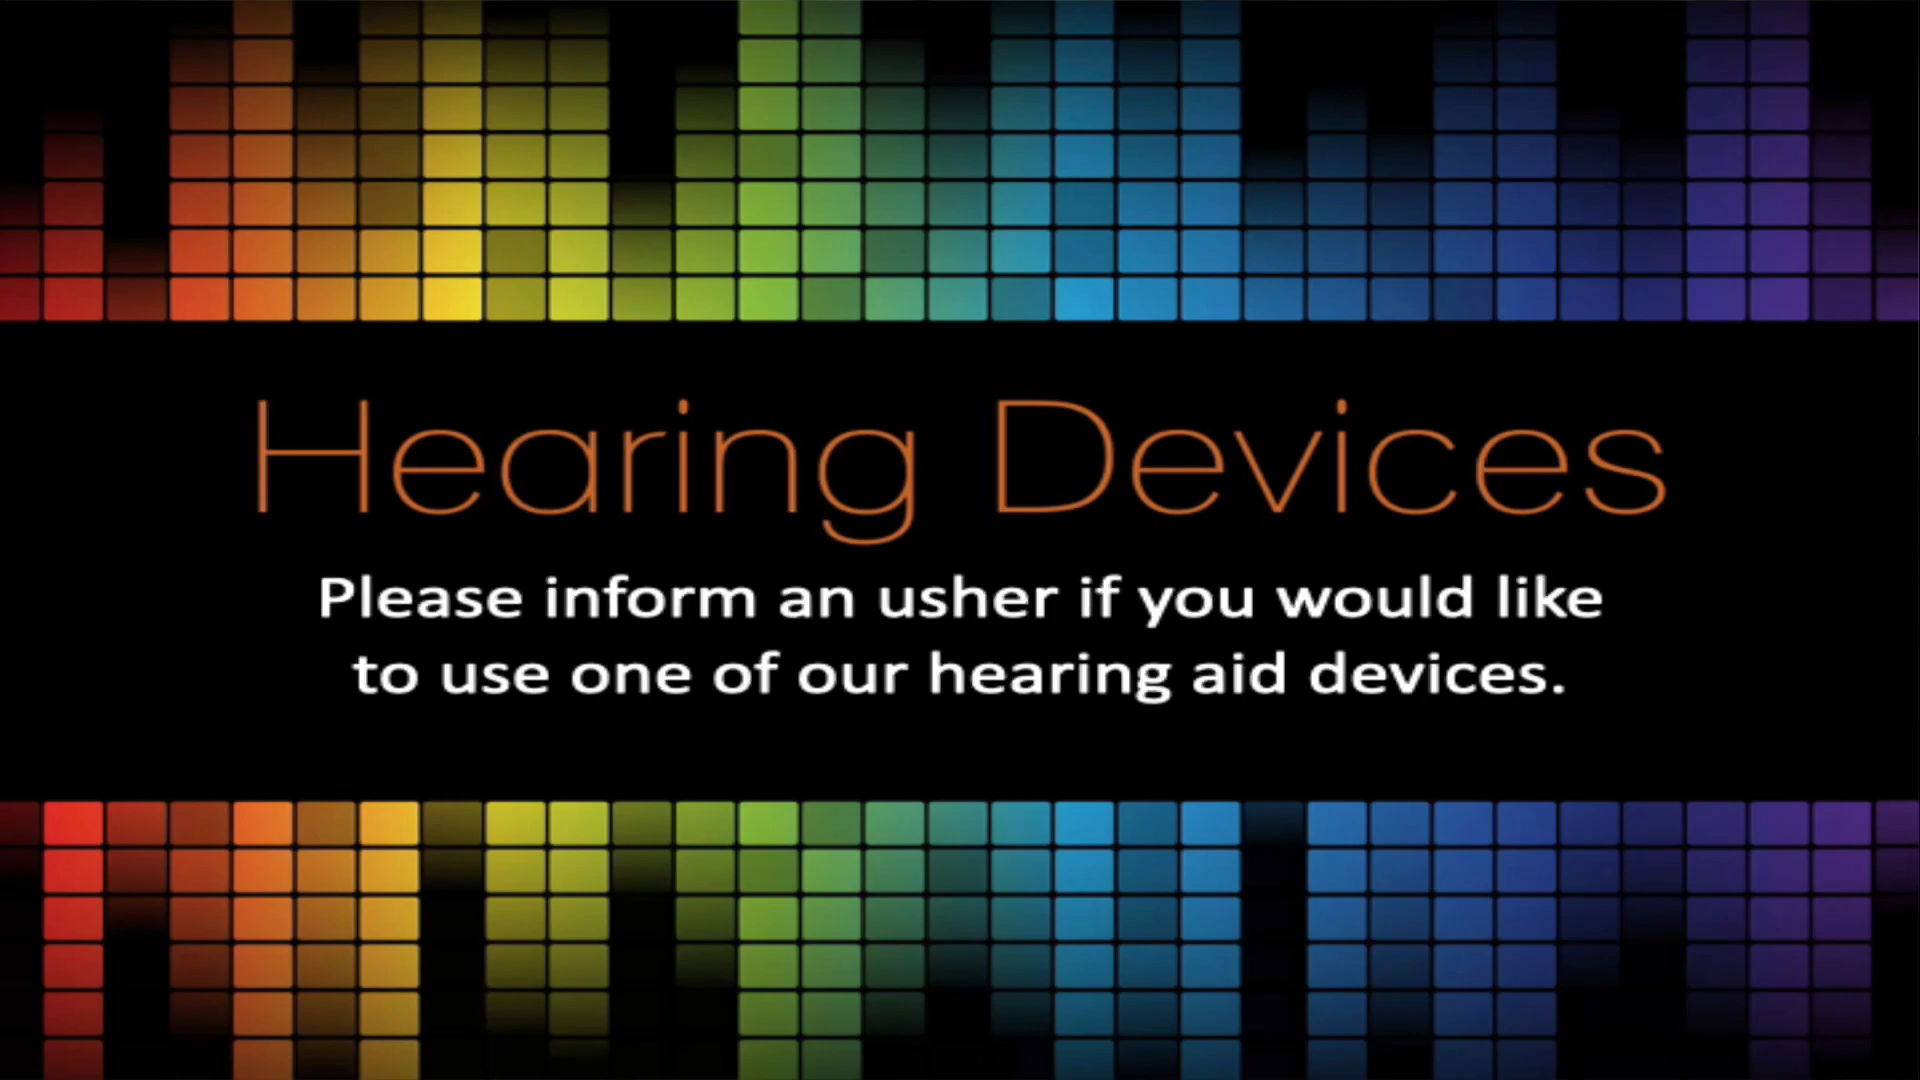 Hearing Devices
Please inform an usher if you would like
to use one of our hearing aid devices.